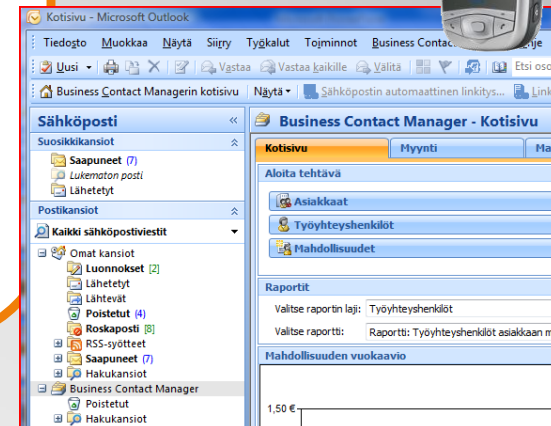 Kotisivu - Microsoft Outlook
Tiedosto Muokkaa Näytä Siirry Työkalut Toiminnot Business Contac
Uusi Vastaa Vastaa kaikille Välitä Etsi oso
Business Contact Managerin kotisivu Näytä Sähköpostin automaattinen linkitys... Link
Sähköposti «
Business Contact Manager - Kotisivu
Suosikkikansiot
Kotisivu Myynti Ma
Saapuneet (7)
Lukematon posti
Lähetetyt
Aloita tehtävä
Asiakkaat
Työyhteyshenkilöt
Mahdollisuudet
Postikansiot
Kaikki sähköpostiviestit
Omat kansiot
Luonnokset [2]
Lähetetyt
Lähtevät
Poistetut (4)
Roskaposti [8]
RSS-syötteet
Saapuneet (7)
Hakukansiot
Business Contact Manager
Poistetut
Hakukansiot
Raportit
Valitse raportin laji: Työyhteyshenkilöt
Valitse raportti: Raportti: Työyhteyshenkilöt asiakkaan m
Mahdollisuuden vuokaavio
1,50 €